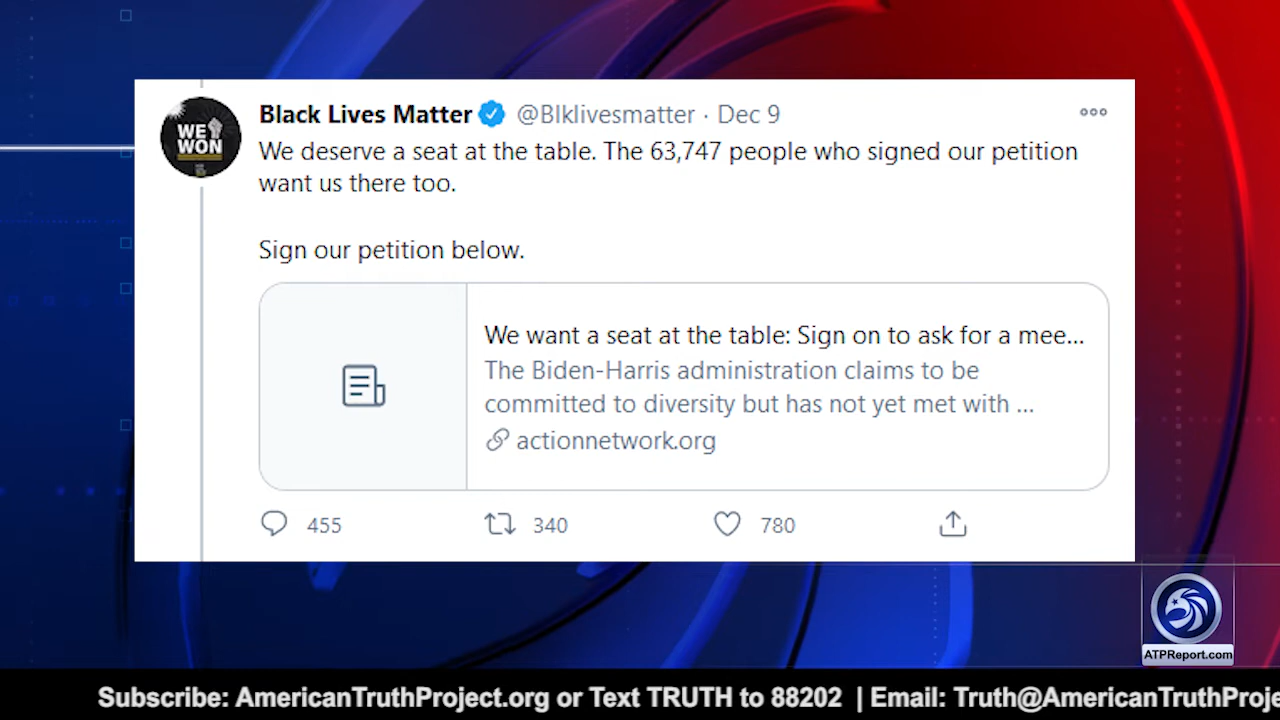 WE
WON
Black Lives Matter @Blklivesmatter · Dec 9
We deserve a seat at the table. The 63,747 people who signed our petition
want us there too.
Sign our petition below.
We want a seat at the table: Sign on to ask for a mee...
The Biden-Harris administration claims to be
committed to diversity but has not yet met with ...
actionnetwork.org
455 340 780
ATPReport.com
Subscribe: AmericanTruthProject.org or Text TRUTH to 88202 | Email: Truth@AmericanTruthProje